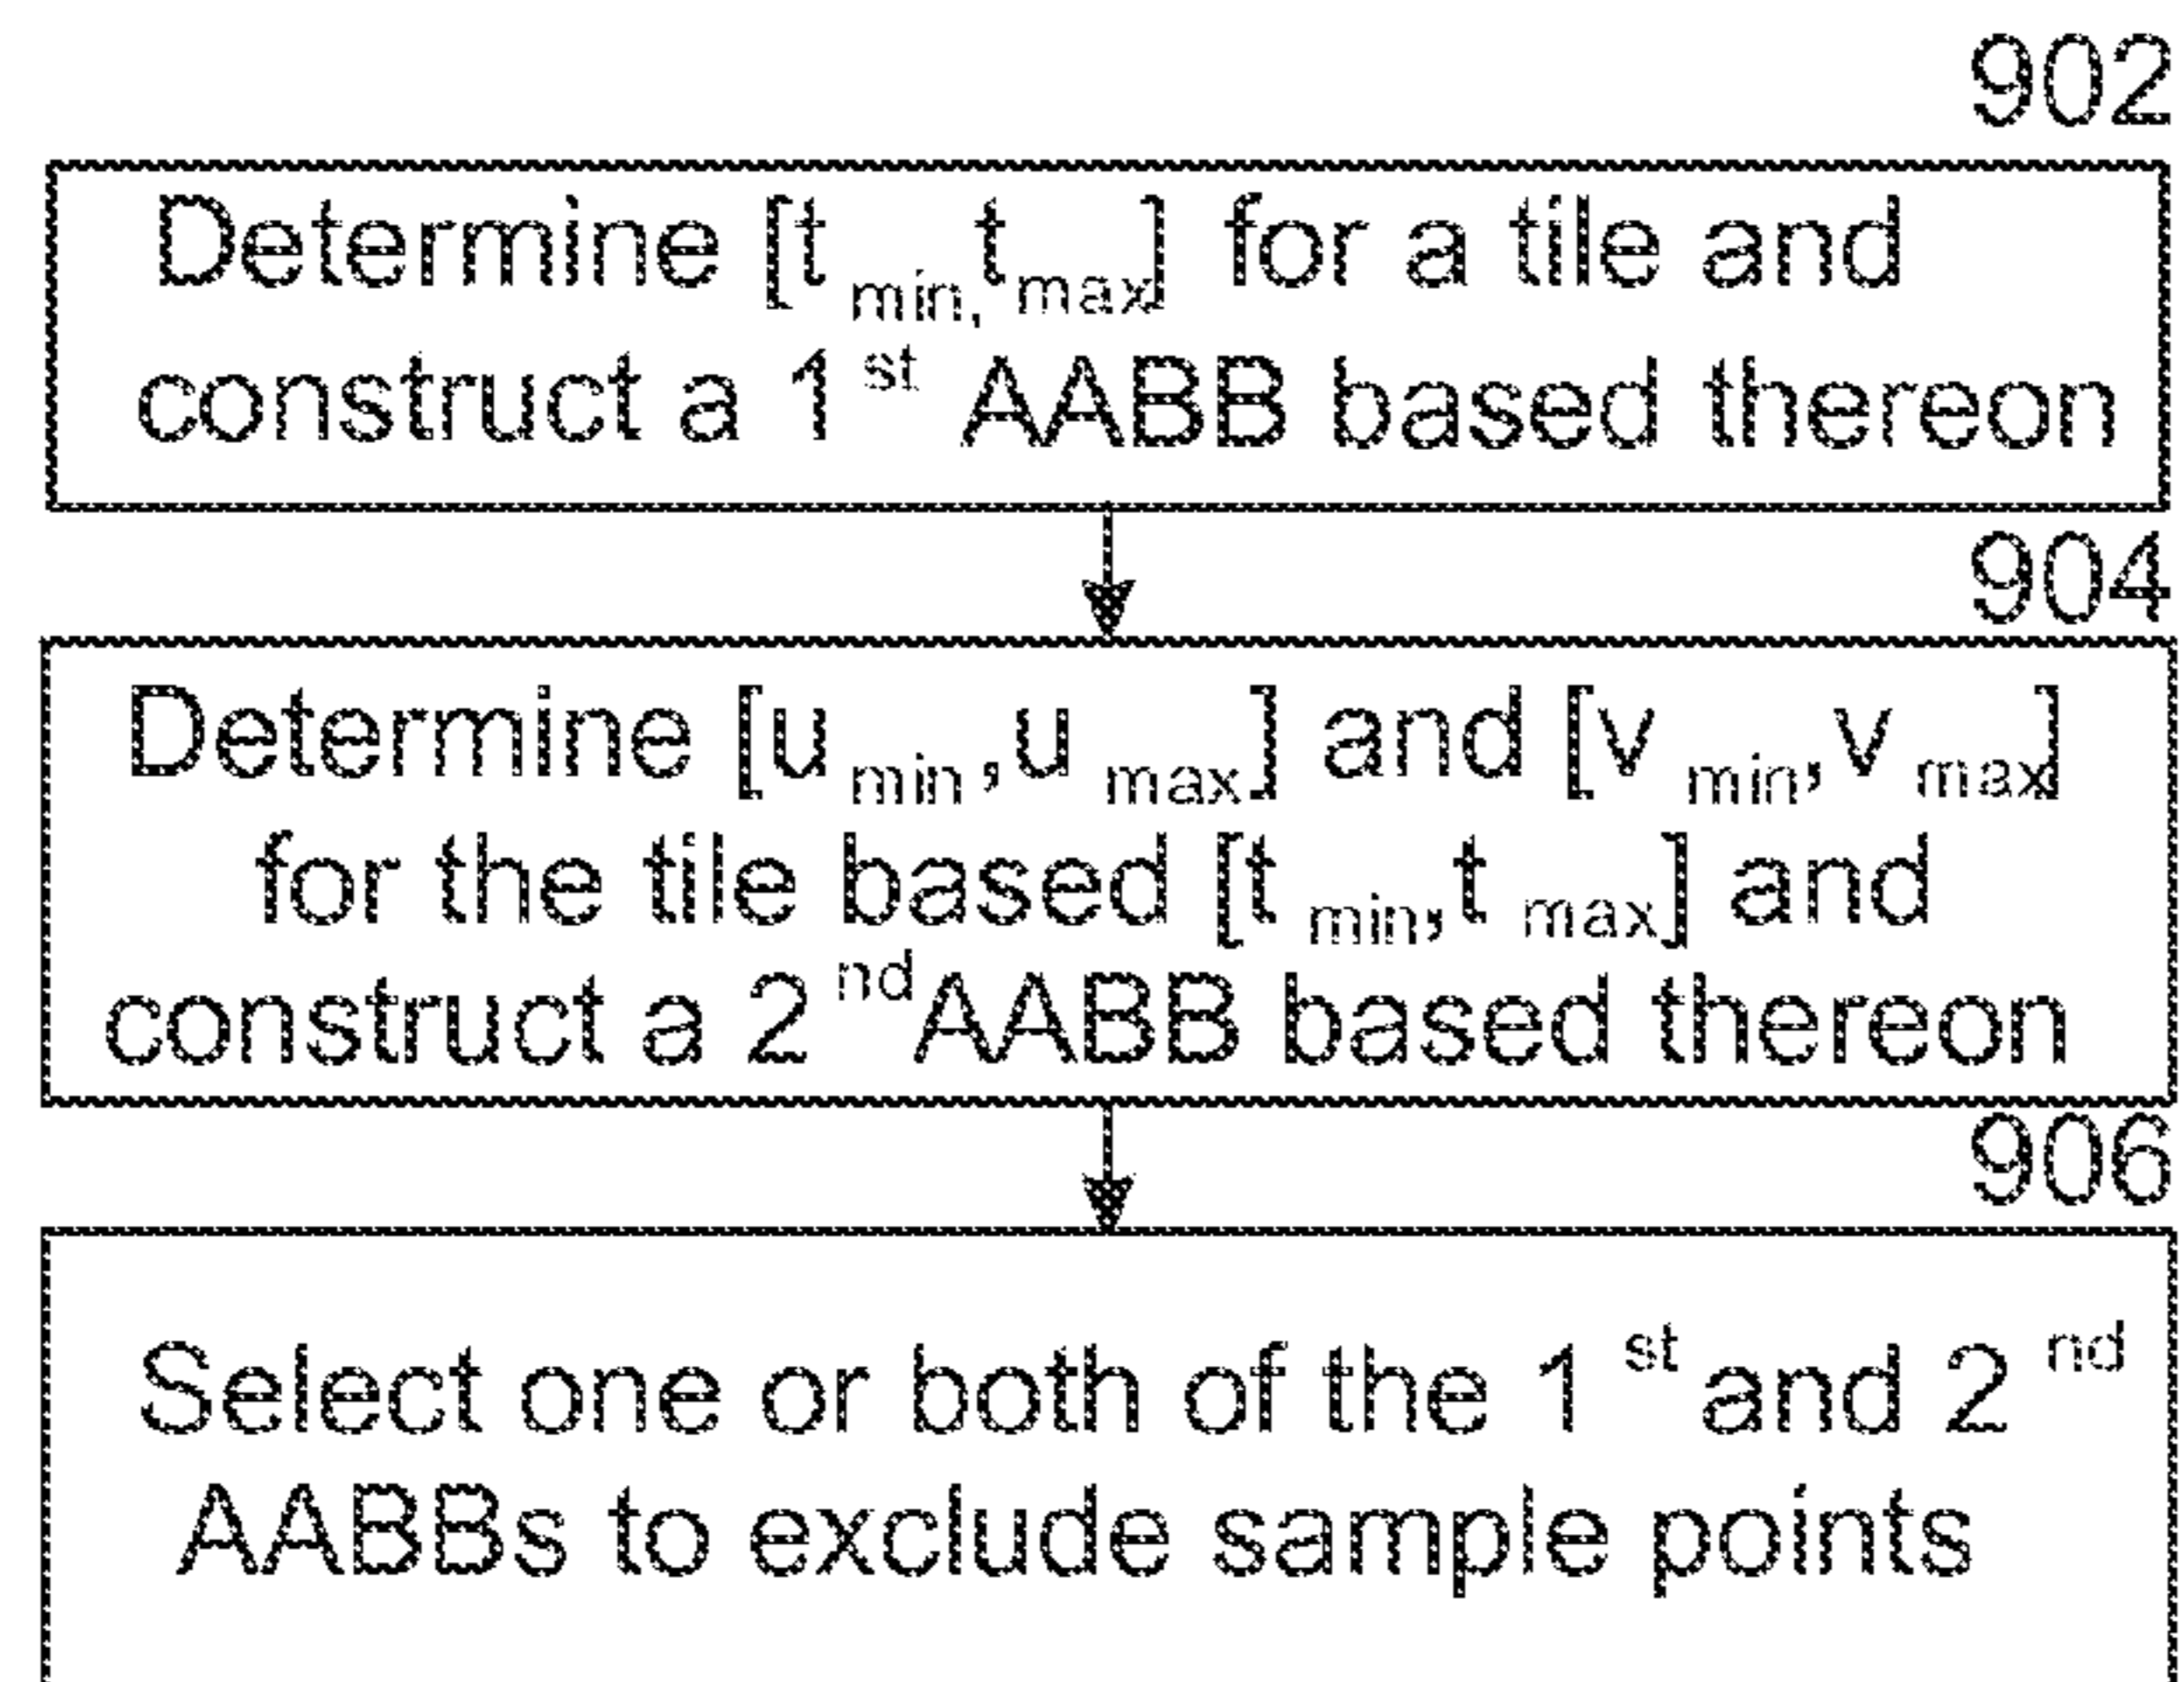 902
Determine [t min, t max] for a tile and
construct a 1st AABB based thereon
904
Determine [u min, u max] and [v min, v max]
for the tile based [t min, t max] and
construct a 2nd AABB based thereon
906
Select one or both of the 1st and 2nd
AABBs to exclude sample points